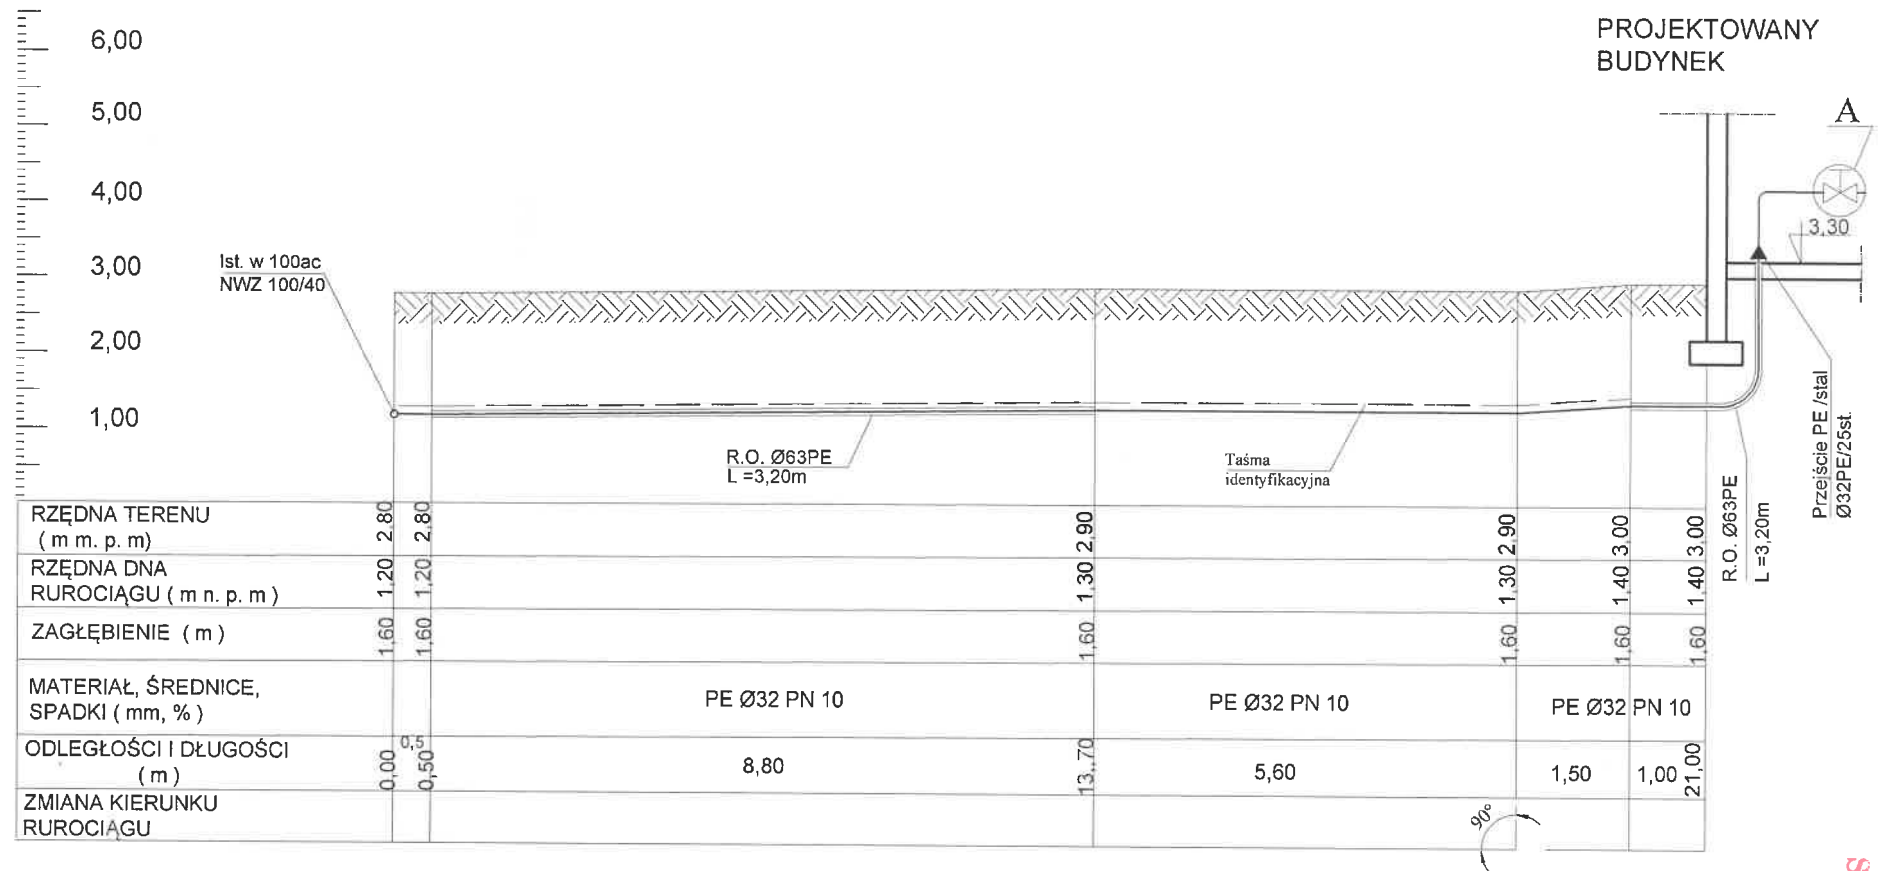 PROJEKTOWANY
BUDYNEK
6,00
5,00
4,00
3,00
2,00
1,00
A
3,30
Ist. w 100ac
NWZ 100/40
R.O. Ø63PE
L =3,20m
Taśma
identyfikacyjna
R.O. Ø63PE
L =3,20m
Przejście PE /stal
Ø32PE/25st.
RZĘDNA TERENU
( m m. p. m)
2,80 2,80 2,90 2,90 3,00 3,00
RZĘDNA DNA
RUROCIĄGU ( m n. p. m )
1,20 1,20 1,30 1,30 1,40 1,40
ZAGŁĘBIENIE ( m )
1,60 1,60 1,60 1,60 1,60 1,60
MATERIAŁ, ŚREDNICE,
SPADKI ( mm, % )
PE Ø32 PN 10 PE Ø32 PN 10 PE Ø32 PN 10
ODLEGŁOŚCI I DŁUGOŚCI
( m )
0,00 0,5 0,50 8,80 13,,70 5,60 1,50 1,00 21,00
ZMIANA KIERUNKU
RUROCIĄGU
90°
S